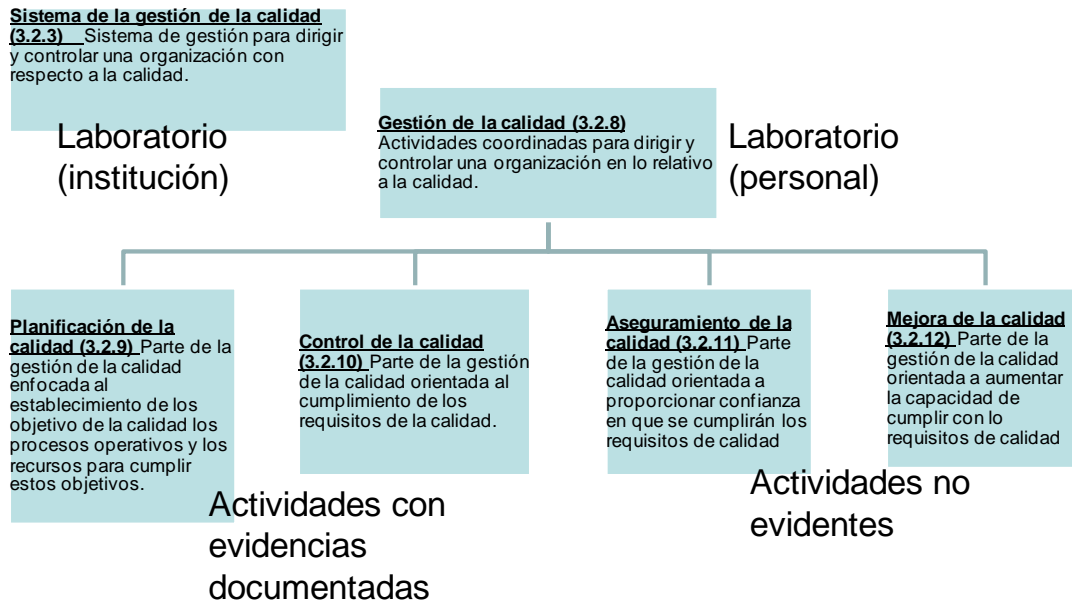 Sistema de la gestión de la calidad
(3.2.3) Sistema de gestión para dirigir
y controlar una organización con
respecto a la calidad.
Laboratorio
(institución)
Gestión de la calidad (3.2.8)
Actividades coordinadas para dirigir y
controlar una organización en lo relativo
a la calidad.
Laboratorio
(personal)
Planificación de la
calidad (3.2.9) Parte de la
gestión de la calidad
enfocada al
establecimiento de los
objetivo de la calidad los
procesos operativos y los
recursos para cumplir
estos objetivos.
Control de la calidad
(3.2.10) Parte de la gestión
de la calidad orientada al
cumplimiento de los
requisitos de la calidad.
Aseguramiento de la
calidad (3.2.11) Parte
de la gestión de la
calidad orientada a
proporcionar confianza
en que se cumplirán los
requisitos de calidad
Mejora de la calidad
(3.2.12) Parte de la
gestión de la calidad
orientada a aumentar
la capacidad de
cumplir con lo
requisitos de calidad
Actividades con
evidencias
documentadas
Actividades no
evidentes